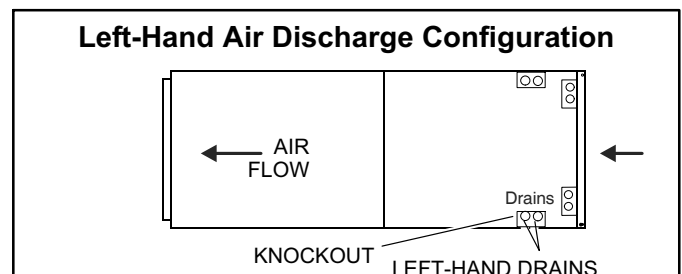 Left-Hand Air Discharge Configuration
AIR
FLOW
Drains
KNOCKOUT
LEFT-HAND DRAINS